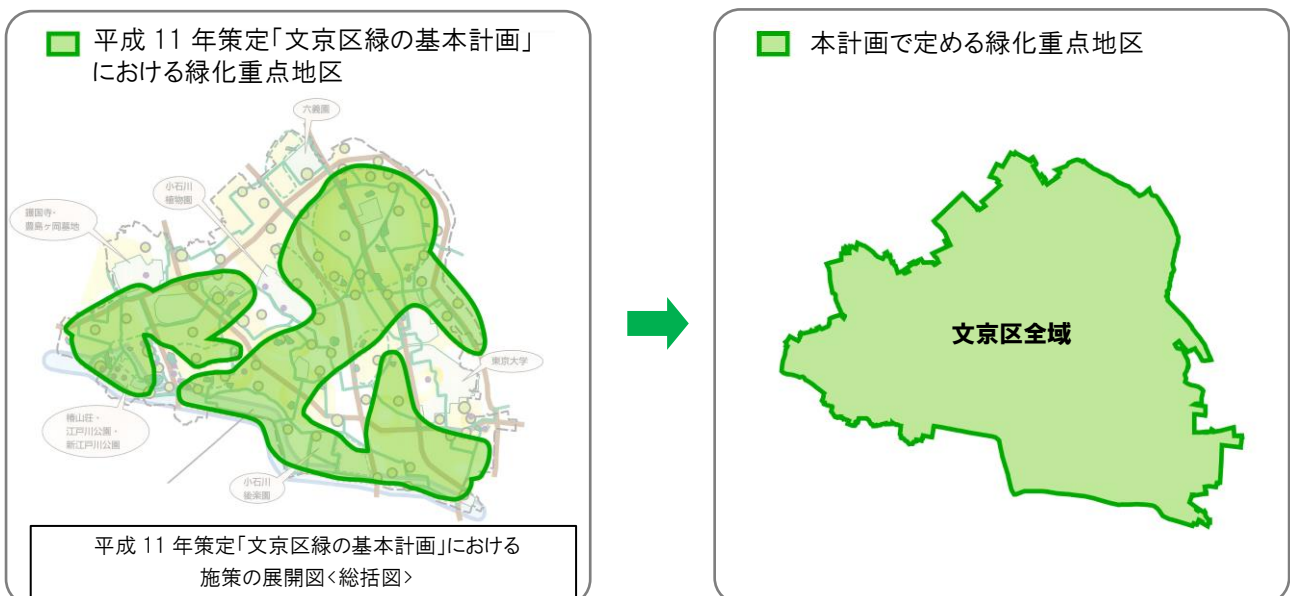 平成 11 年策定「文京区緑の基本計画」
における緑化重点地区
六義園
小石川
植物園
護国寺・
豊島ヶ岡墓地
東京大学
椿山荘・
江戸川公園・
新江戸川公園
小石川
後楽園
平成 11 年策定「文京区緑の基本計画」における
施策の展開図<総括図>
本計画で定める緑化重点地区
文京区全域